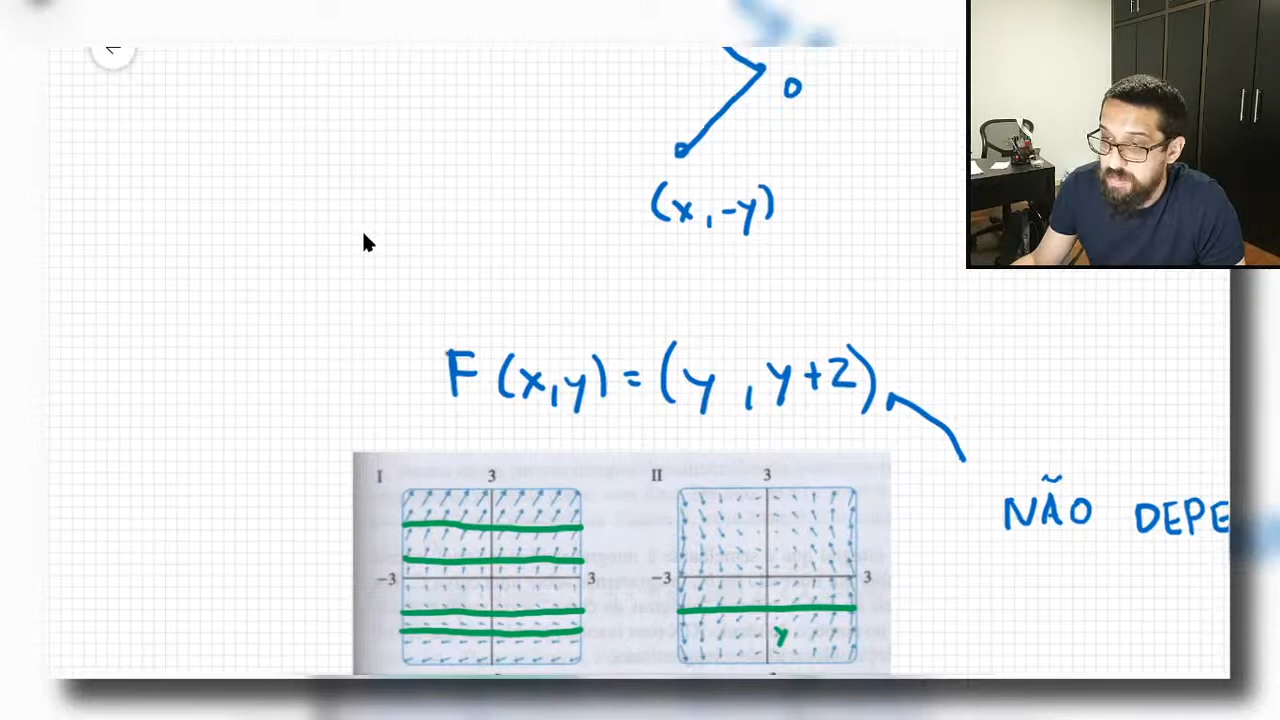 0
(x,-y)
F(x,y)=(y,y+2)
I 3 II 3
NÃO DEPE
-3 3 -3 3
y